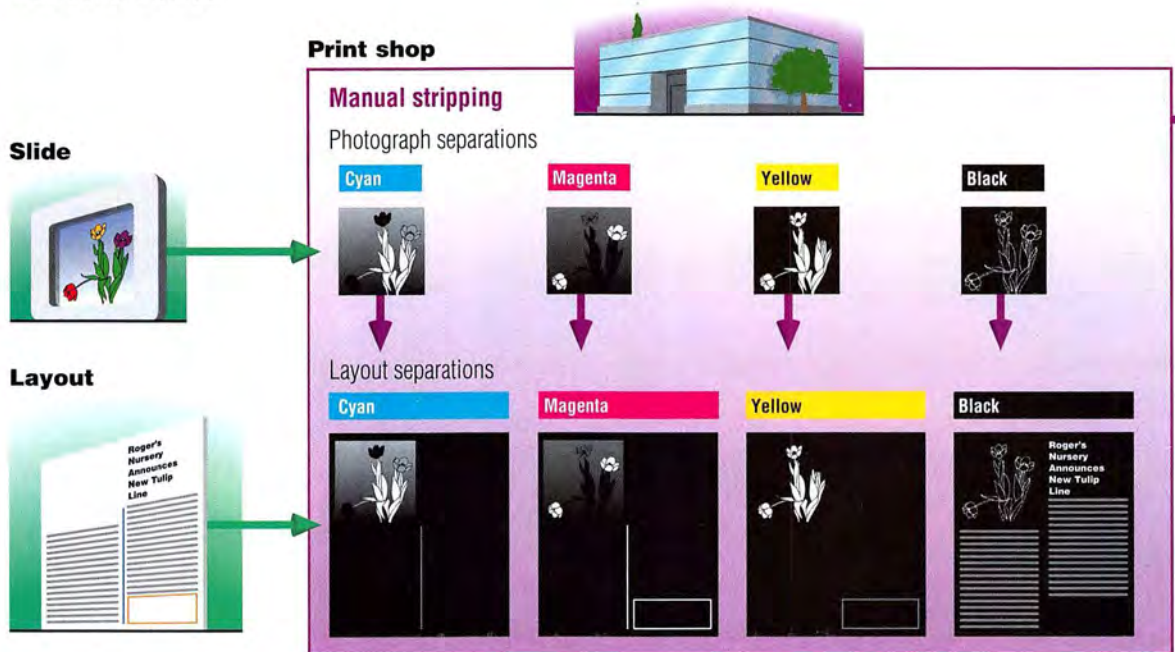 Print shop
Manual stripping
Photograph separations
Slide
Cyan
Magenta
Yellow
Black
Layout separations
Layout
Cyan
Magenta
Yellow
Black
Roger's
Nursery
Announces
New Tulip
Line
Roger's
Nursery
Announces
New Tulip
Line